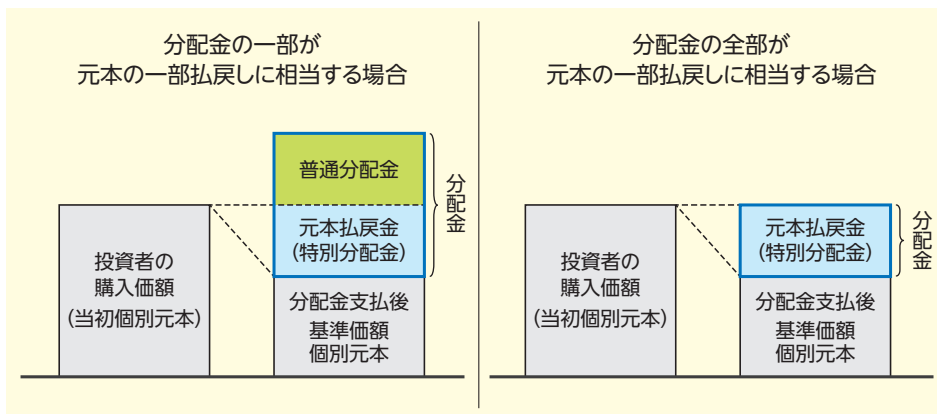 分配金の一部が
元本の一部払戻しに相当する場合
普通分配金
元本払戻金
(特別分配金)
分配金
投資者の
購入価額
(当初個別元本)
分配金支払後
基準価額
個別元本
分配金の全部が
元本の一部払戻しに相当する場合
元本払戻金
(特別分配金)
分配金
投資者の
購入価額
(当初個別元本)
分配金支払後
基準価額
個別元本